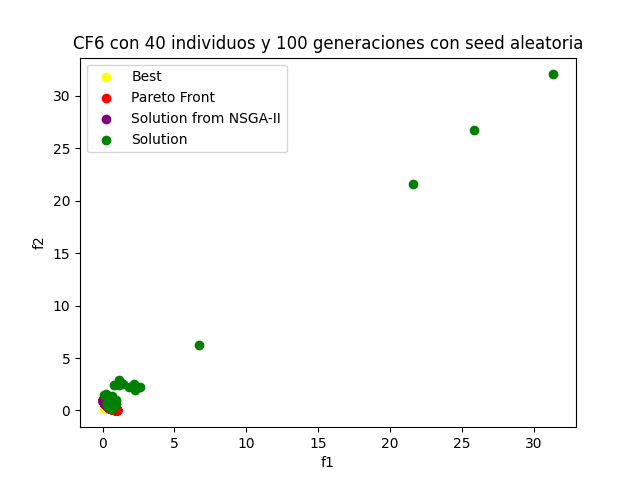 CF6 con 40 individuos y 100 generaciones con seed aleatoria
Best
Pareto Front
Solution from NSGA-II
Solution
30
25
20
15
10
5
0
f2
0 5 10 15 20 25 30
f1